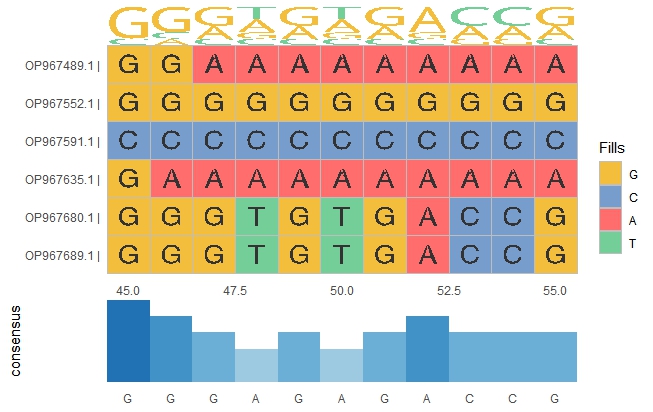 GGGTGTGACCG
OP967489.1 | G G A A A A A A A A A
OP967552.1 | G G G G G G G G G G G
OP967591.1 | C C C C C C C C C C C
OP967635.1 | G A A A A A A A A A A
OP967680.1 | G G G T G T G A C C G
OP967689.1 | G G G T G T G A C C G
Fills
G
C
A
T
45.0 47.5 50.0 52.5 55.0
consensus
G G G A G A G A C C G